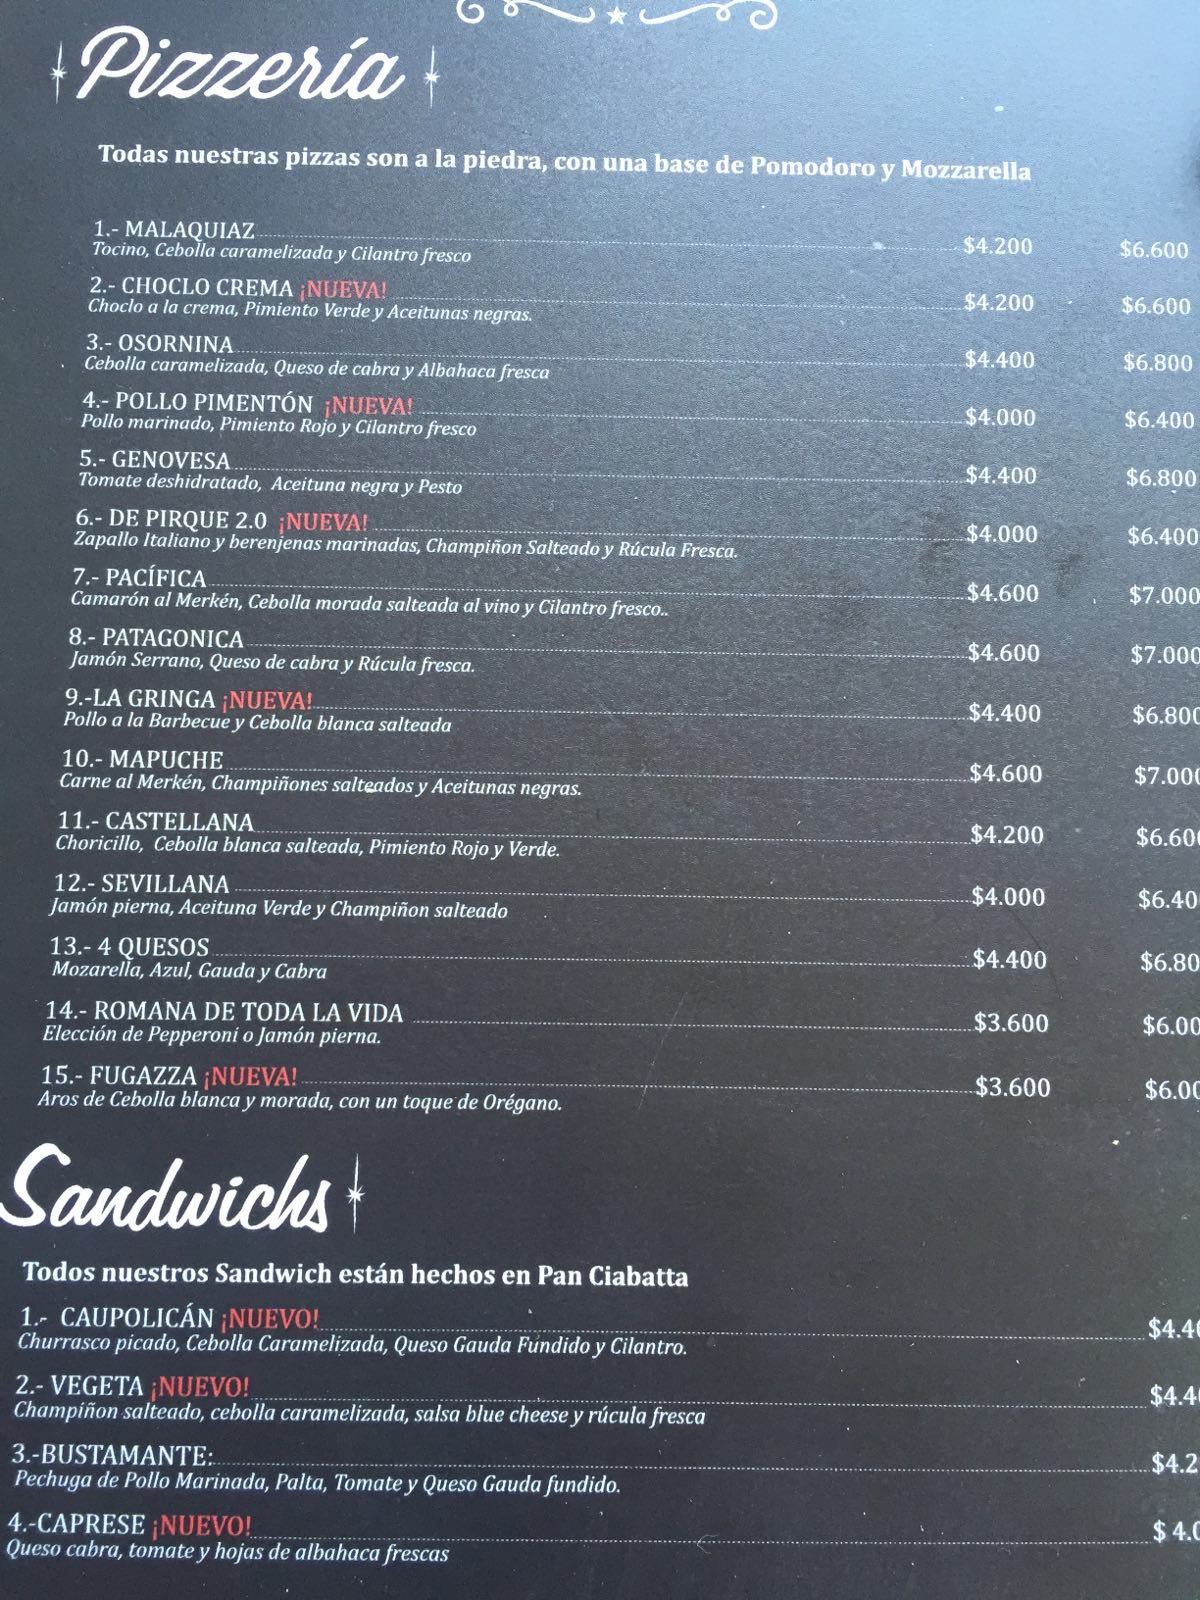 Pizzería
Todas nuestras pizzas son a la piedra, con una base de Pomodoro y Mozzarella
1.- MALAQUIAZ $4.200 $6.600
Tocino, Cebolla caramelizada y Cilantro fresco
2.- CHOCLO CREMA ¡NUEVA! $4.200 $6.600
Choclo a la crema, Pimiento Verde y Aceitunas negras.
3.- OSORNINA $4.400 $6.800
Cebolla caramelizada, Queso de cabra y Albahaca fresca
4.- POLLO PIMENTÓN ¡NUEVA! $4.000 $6.400
Pollo marinado, Pimiento Rojo y Cilantro fresco
5.- GENOVESA $4.400 $6.800
Tomate deshidratado, Aceituna negra y Pesto
6.- DE PIRQUE 2.0 ¡NUEVA! $4.000 $6.400
Zapallo Italiano y berenjenas marinadas, Champiñon Salteado y Rúcula Fresca.
7.- PACÍFICA $4.600 $7.000
Camarón al Merkén, Cebolla morada salteada al vino y Cilantro fresco..
8.- PATAGONICA $4.600 $7.000
Jamón Serrano, Queso de cabra y Rúcula fresca.
9.-LA GRINGA ¡NUEVA! $4.400 $6.800
Pollo a la Barbecue y Cebolla blanca salteada
10.- MAPUCHE $4.600 $7.000
Carne al Merkén, Champiñones salteados y Aceitunas negras.
11.- CASTELLANA $4.200 $6.600
Choricillo, Cebolla blanca salteada, Pimiento Rojo y Verde.
12.- SEVILLANA $4.000 $6.40
Jamón pierna, Aceituna Verde y Champiñon salteado
13.- 4 QUESOS $4.400 $6.80
Mozarella, Azul, Gauda y Cabra
14.- ROMANA DE TODA LA VIDA $3.600 $6.00
Elección de Pepperoni o Jamón pierna.
15.- FUGAZZA ¡NUEVA! $3.600 $6.00
Aros de Cebolla blanca y morada, con un toque de Orégano.
Sandwichs
Todos nuestros Sandwich están hechos en Pan Ciabatta
1.- CAUPOLICÁN ¡NUEVO! $4.40
Churrasco picado, Cebolla Caramelizada, Queso Gauda Fundido y Cilantro.
2.- VEGETA ¡NUEVO! $4.40
Champiñon salteado, cebolla caramelizada, salsa blue cheese y rúcula fresca
3.-BUSTAMANTE: $4.2
Pechuga de Pollo Marinada, Palta, Tomate y Queso Gauda fundido.
4.-CAPRESE ¡NUEVO! $ 4.0
Queso cabra, tomate y hojas de albahaca frescas